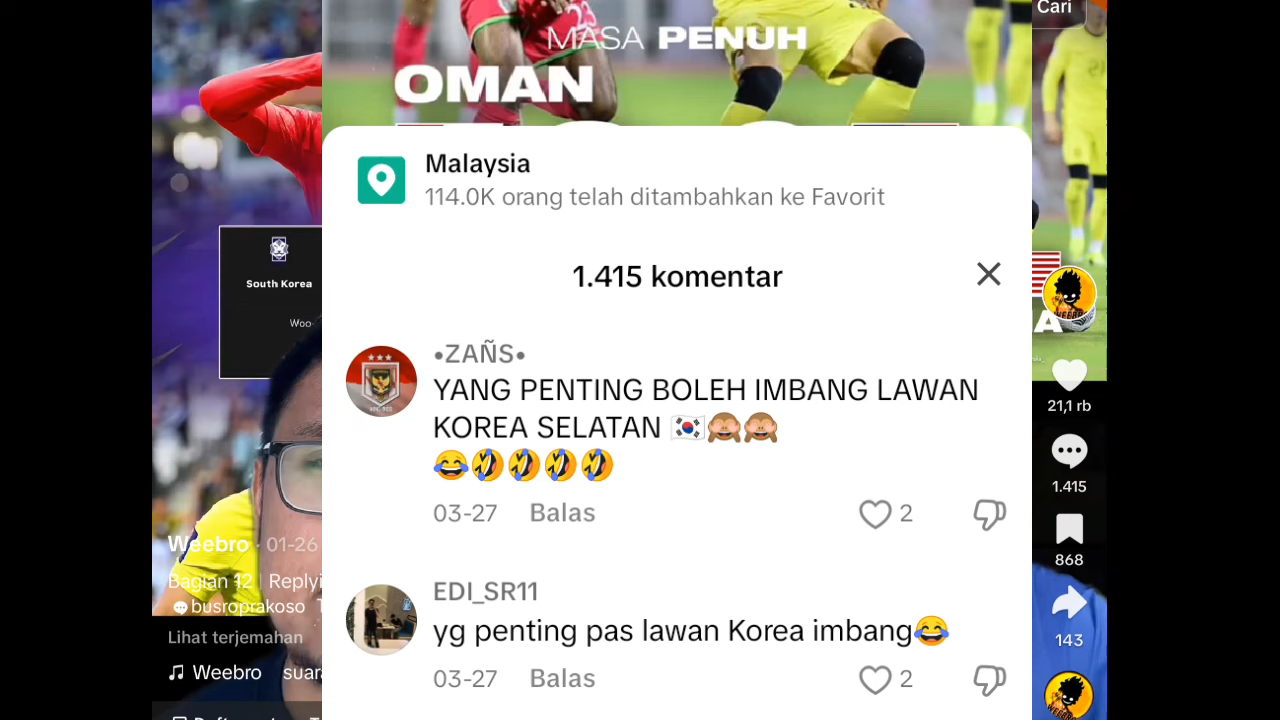 Cari
MASA PENUH
OMAN
Malaysia
114.0K orang telah ditambahkan ke Favorit
1.415 komentar
South Korea
Woo-
•ZAÑS•
YANG PENTING BOLEH IMBANG LAWAN
KOREA SELATAN 🇰🇷🙈🙈
😂🤣🤣🤣🤣
03-27 Balas 2
EDI_SR11
yg penting pas lawan Korea imbang😂
03-27 Balas 2
Weebro · 01-26
Bagian 12 | Replyi
busroprakoso
Lihat terjemahan
Weebro suara
21,1 rb
1.415
868
143
WEEBRO